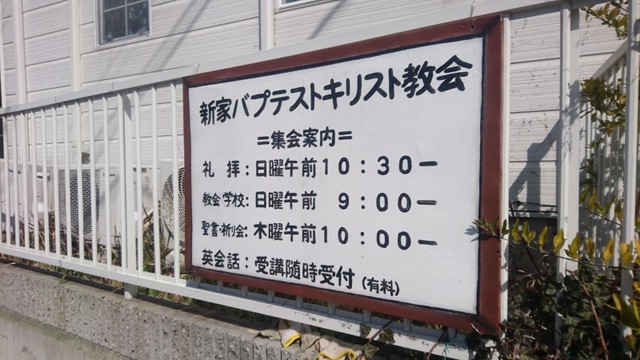 新家バプテストキリスト教会
=集会案内=
礼 拝:日曜午前10:30ー
教会学校:日曜午前 9:00ー
聖書・祈り会:木曜午前10:00ー
英会話:受講随時受付(有料)